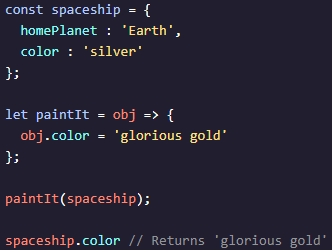 const spaceship = {
  homePlanet : 'Earth',
  color : 'silver'
};

let paintIt = obj => {
  obj.color = 'glorious gold'
};

paintIt(spaceship);

spaceship.color // Returns 'glorious gold'